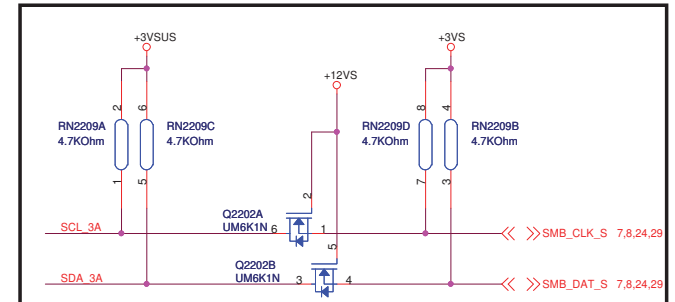 +3VSUS
+3VS
+12VS
2
6
8
4
RN2209A
4.7KOhm
RN2209C
4.7KOhm
RN2209D
4.7KOhm
RN2209B
4.7KOhm
1
5
7
3
2
Q2202A
UM6K1N
6
1
SCL_3A
SMB_CLK_S 7,8,24,29
5
Q2202B
UM6K1N
3
4
SDA_3A
SMB_DAT_S 7,8,24,29